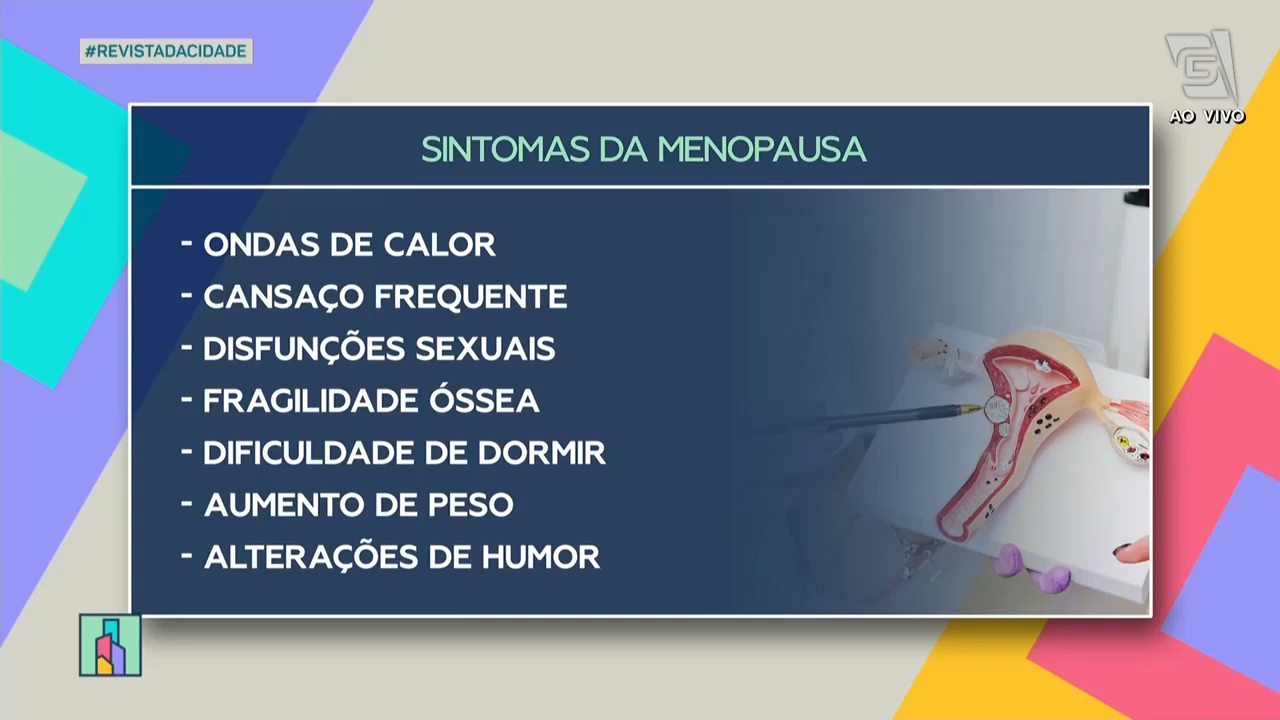 #REVISTADACIDADE
AO VIVO
SINTOMAS DA MENOPAUSA
- ONDAS DE CALOR
- CANSAÇO FREQUENTE
- DISFUNÇÕES SEXUAIS
- FRAGILIDADE ÓSSEA
- DIFICULDADE DE DORMIR
- AUMENTO DE PESO
- ALTERAÇÕES DE HUMOR